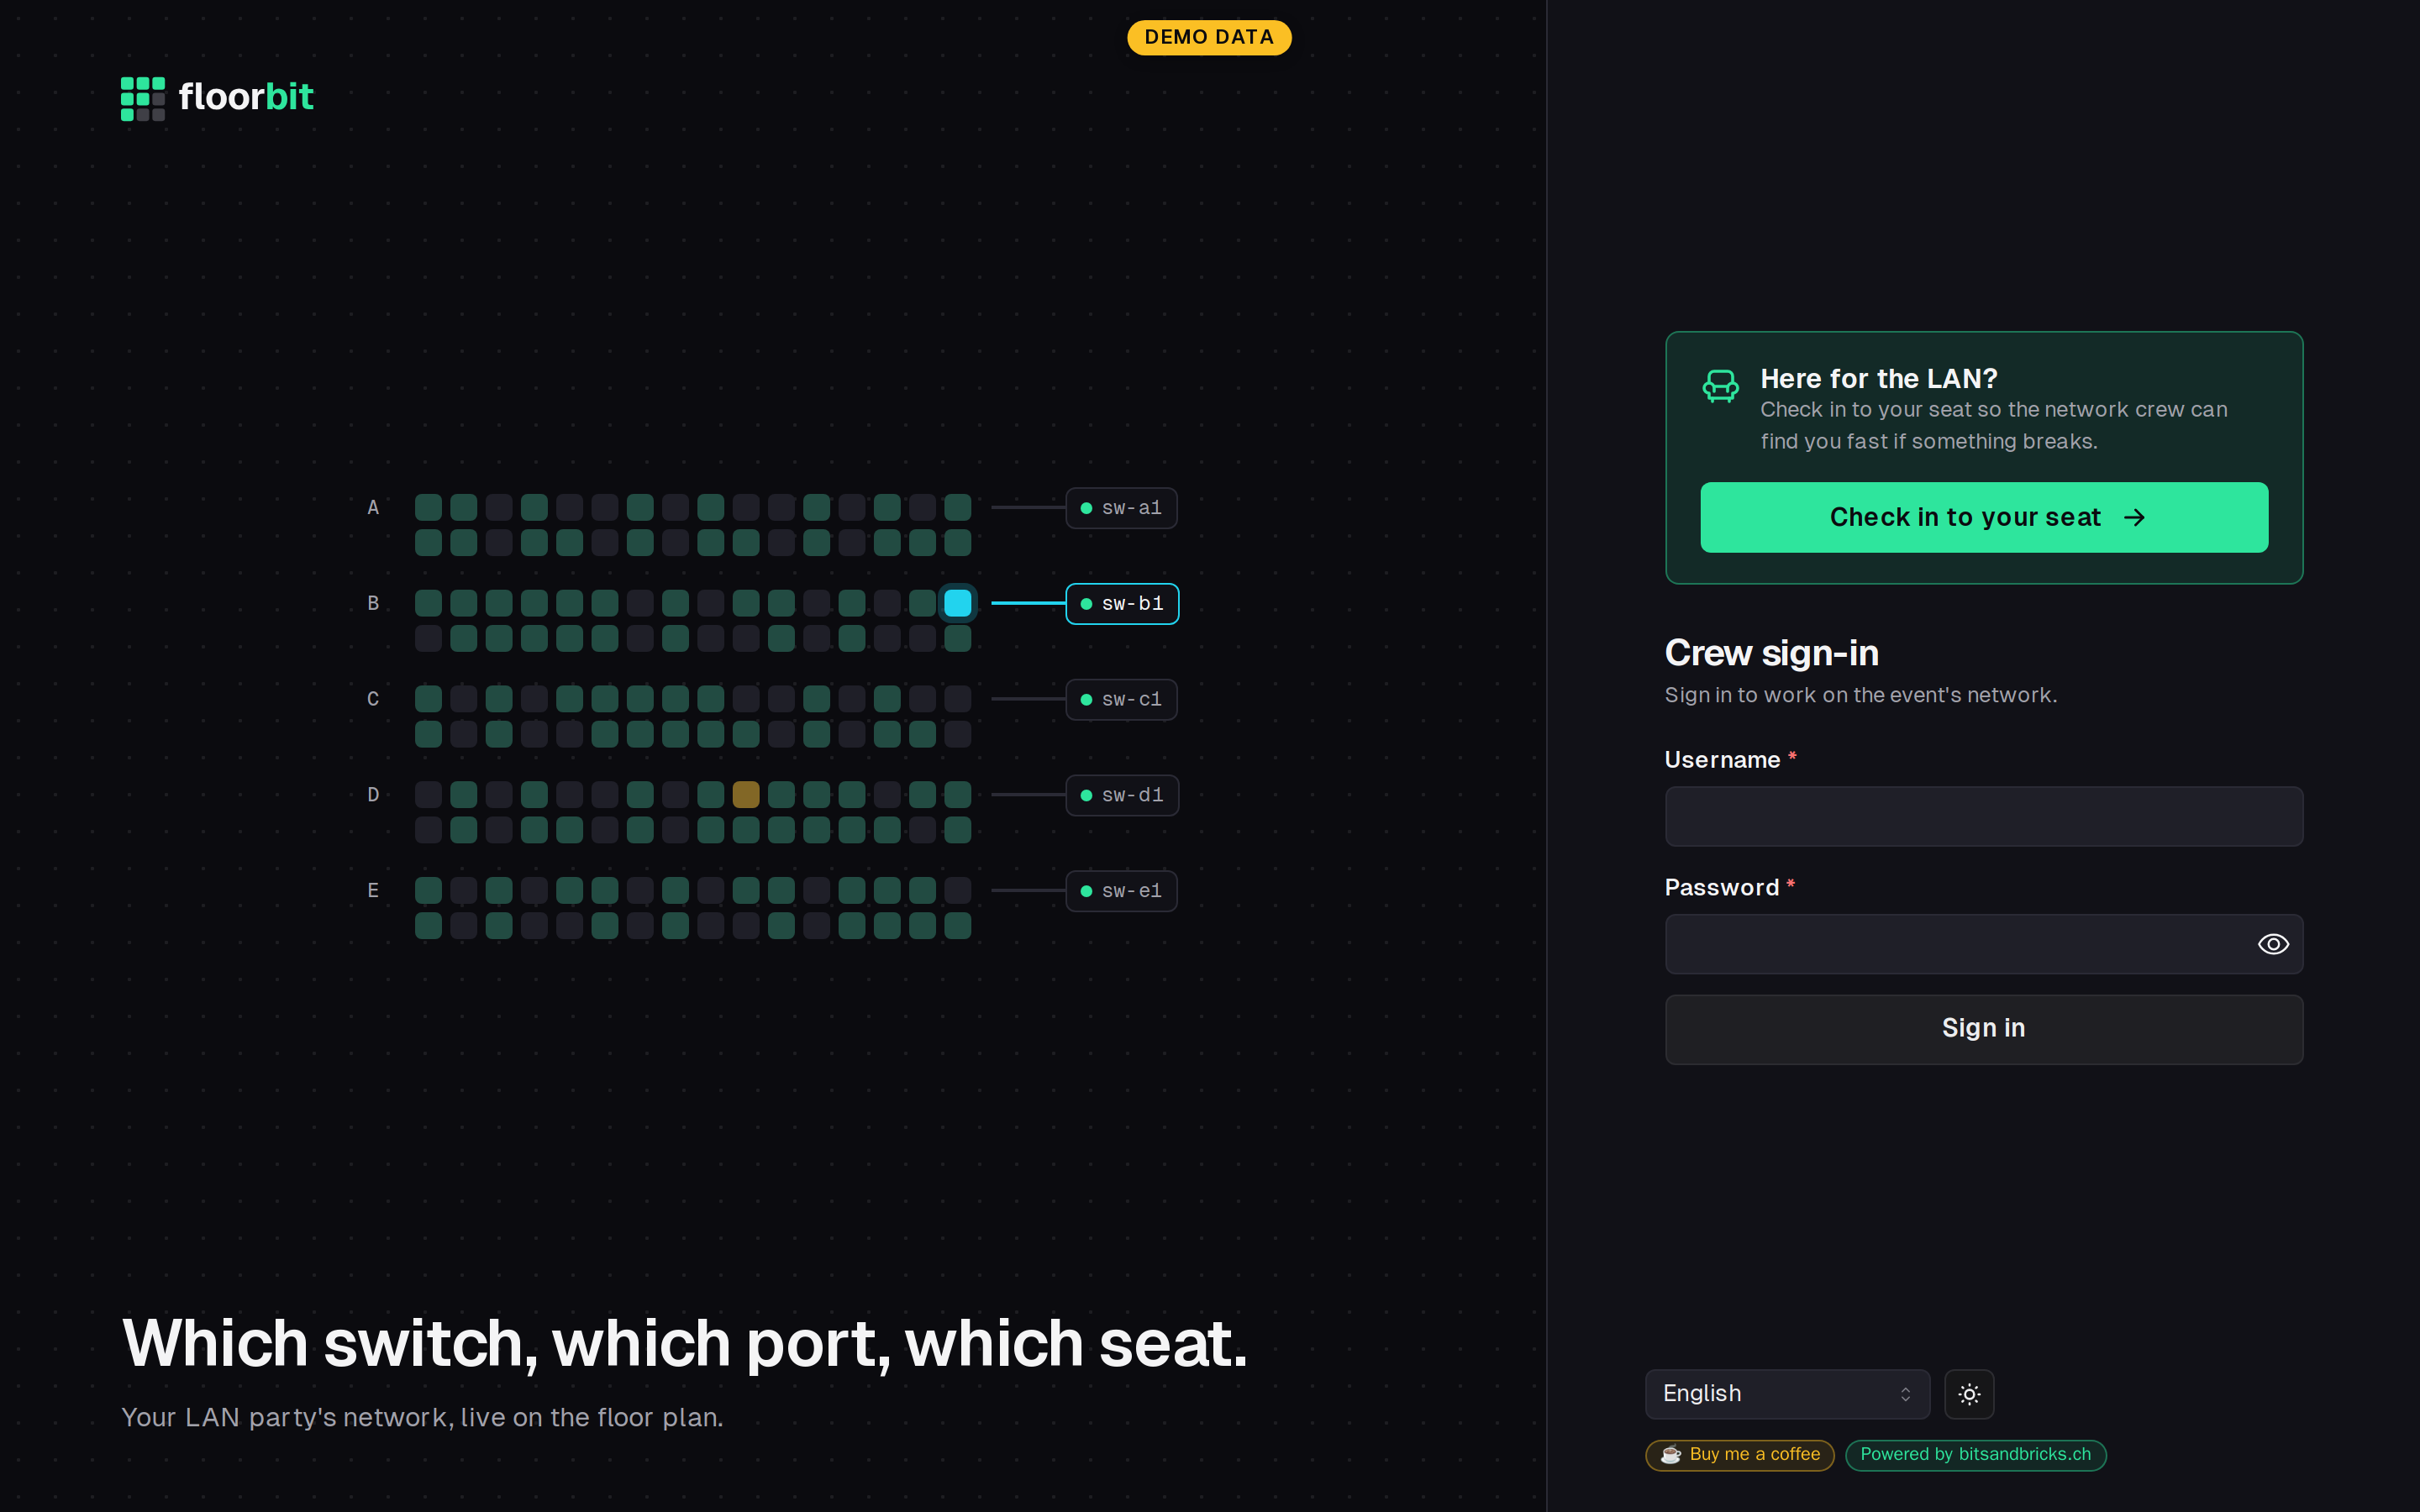 DEMO DATA
floorbit
A
sw-a1
B
sw-b1
C
sw-c1
D
sw-d1
E
sw-e1
Which switch, which port, which seat.
Your LAN party's network, live on the floor plan.
Here for the LAN?
Check in to your seat so the network crew can
find you fast if something breaks.
Check in to your seat →
Crew sign-in
Sign in to work on the event's network.
Username *
Password *
Sign in
English
☕ Buy me a coffee
Powered by bitsandbricks.ch